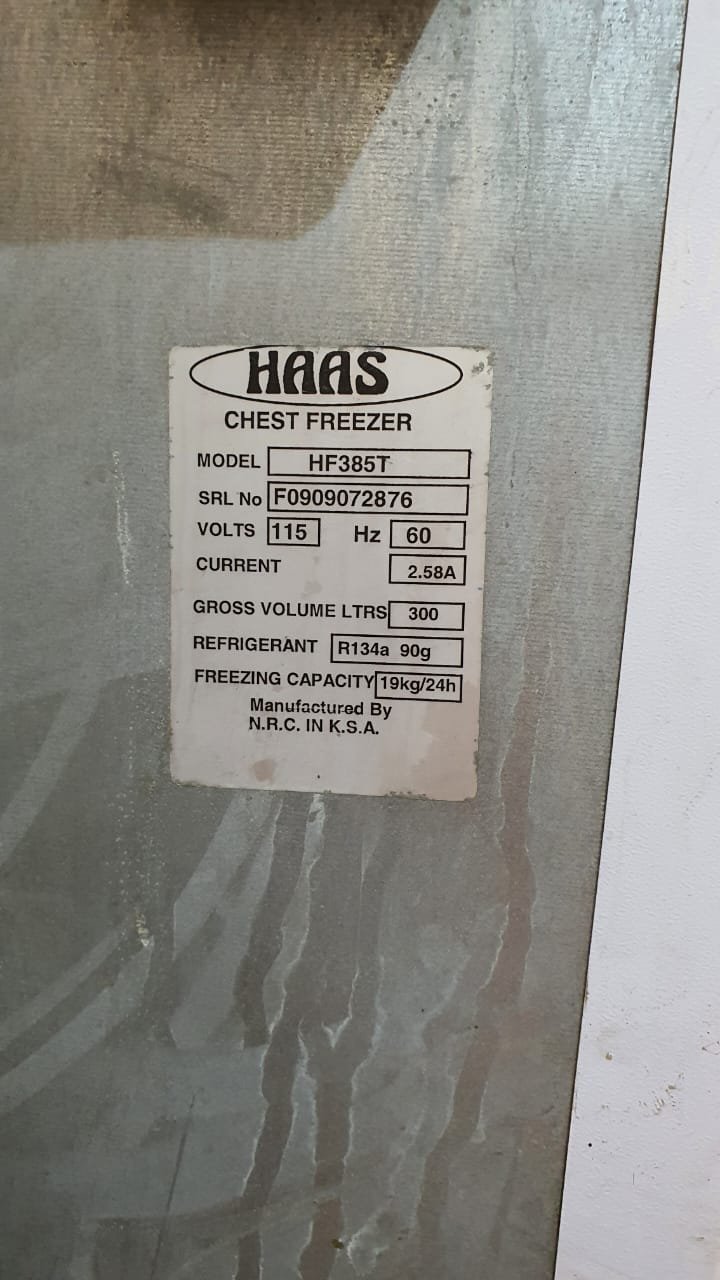 HAAS
CHEST FREEZER
MODEL HF385T
SRL No F0909072876
VOLTS 115 Hz 60
CURRENT 2.58A
GROSS VOLUME LTRS 300
REFRIGERANT R134a 90g
FREEZING CAPACITY 19kg/24h
Manufactured By
N.R.C. IN K.S.A.